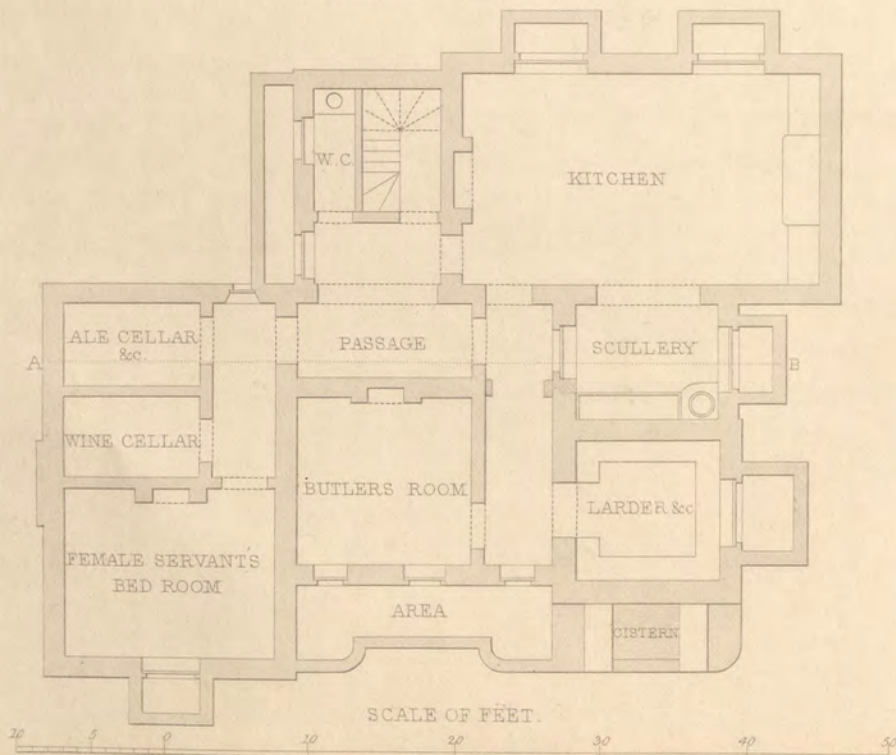 W.C.
KITCHEN
ALE CELLAR
&c.
PASSAGE
SCULLERY
A
B
WINE CELLAR
BUTLERS ROOM
LARDER &c
FEMALE SERVANT'S
BED ROOM
AREA
CISTERN
SCALE OF FEET.
10 5 0 10 20 30 40 50